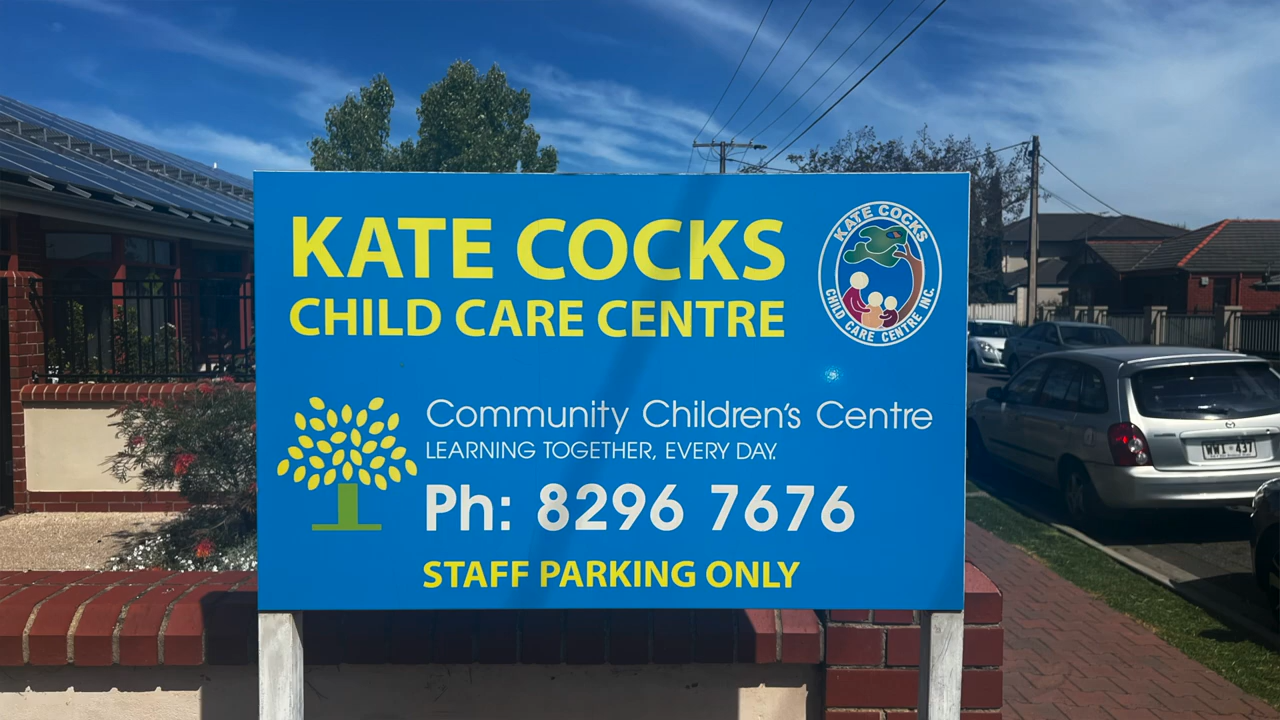 KATE COCKS
CHILD CARE CENTRE
KATE COCKS
CHILD CARE CENTRE INC.
Community Children's Centre
LEARNING TOGETHER, EVERY DAY.
Ph: 8296 7676
STAFF PARKING ONLY